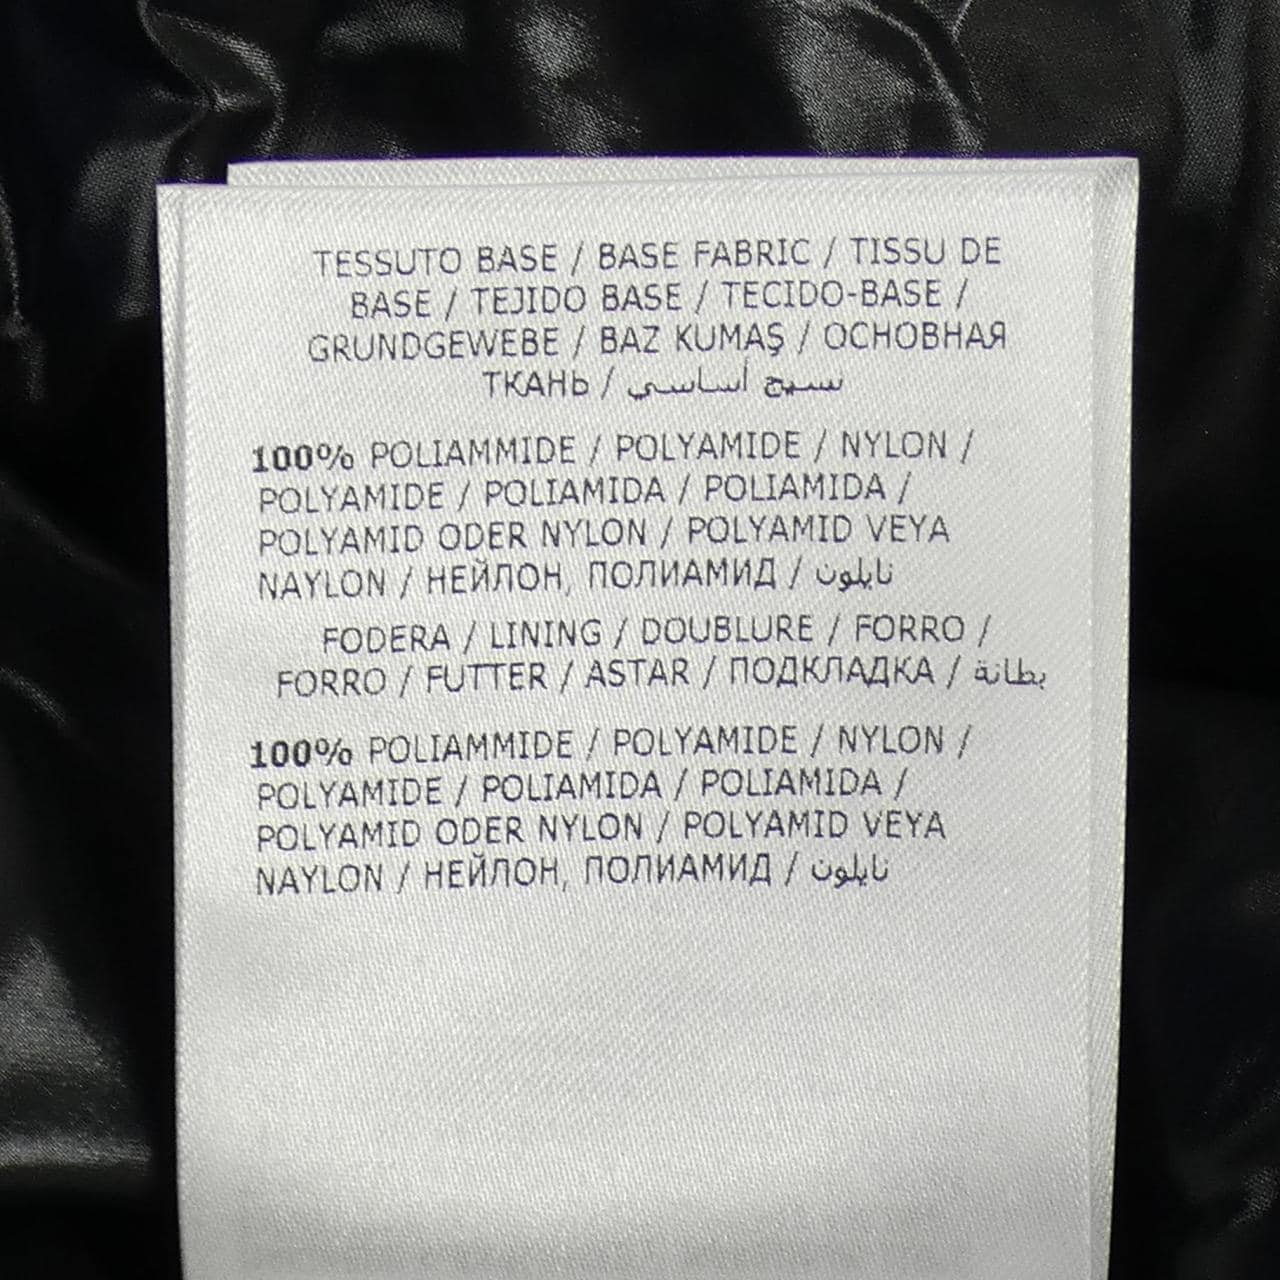 TESSUTO BASE / BASE FABRIC / TISSU DE
BASE / TEJIDO BASE / TECIDO-BASE /
GRUNDGEWEBE / BAZ KUMAŞ / ОСНОВНАЯ
ТКАНЬ / نسيج أساسي
100% POLIAMMIDE / POLYAMIDE / NYLON /
POLYAMIDE / POLIAMIDA / POLIAMIDA /
POLYAMID ODER NYLON / POLYAMID VEYA
NAYLON / НЕЙЛОН, ПОЛИАМИД / نايلون
FODERA / LINING / DOUBLURE / FORRO /
FORRO / FUTTER / ASTAR / ПОДКЛАДКА / بطانة
100% POLIAMMIDE / POLYAMIDE / NYLON /
POLYAMIDE / POLIAMIDA / POLIAMIDA /
POLYAMID ODER NYLON / POLYAMID VEYA
NAYLON / НЕЙЛОН, ПОЛИАМИД / نايلون